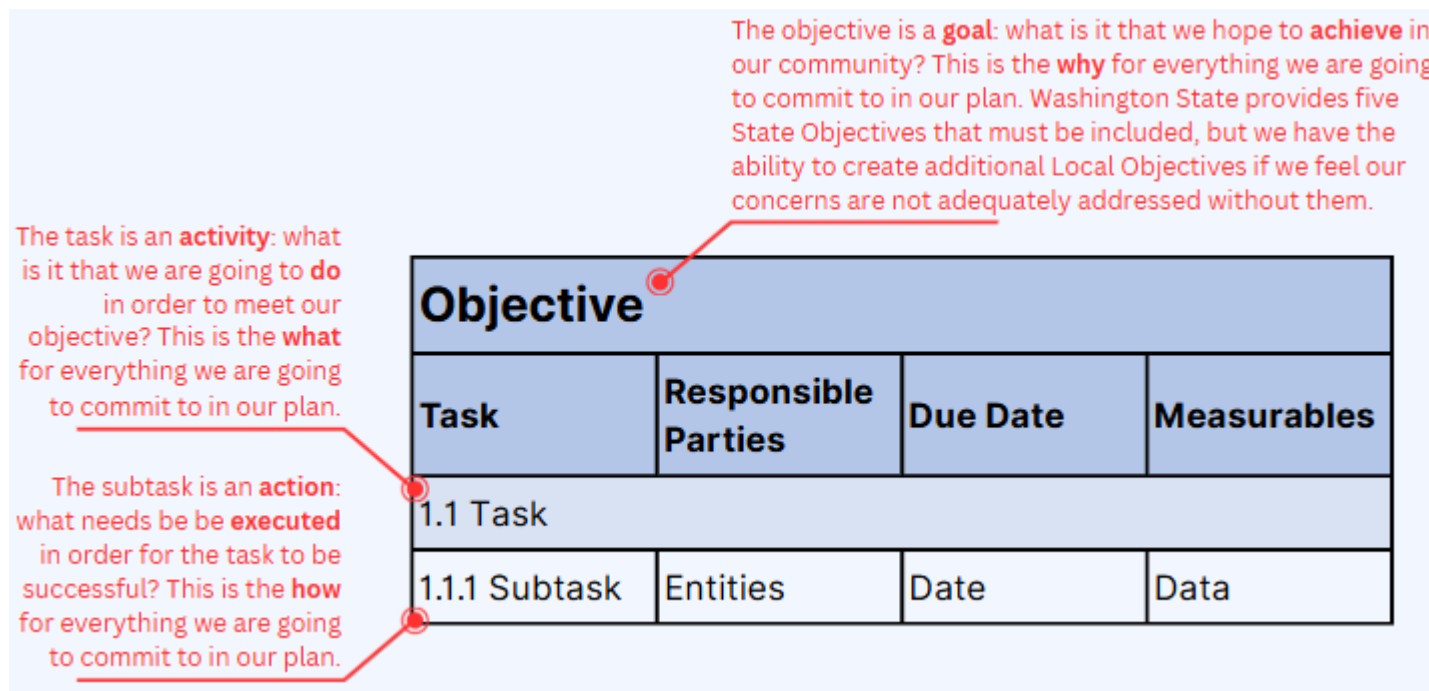 The objective is a goal: what is it that we hope to achieve in
our community? This is the why for everything we are going
to commit to in our plan. Washington State provides five
State Objectives that must be included, but we have the
ability to create additional Local Objectives if we feel our
concerns are not adequately addressed without them.
The task is an activity: what
is it that we are going to do
in order to meet our
objective? This is the what
for everything we are going
to commit to in our plan.
The subtask is an action:
what needs be be executed
in order for the task to be
successful? This is the how
for everything we are going
to commit to in our plan.
Objective
Task
Responsible
Parties
Due Date
Measurables
1.1 Task
1.1.1 Subtask
Entities
Date
Data